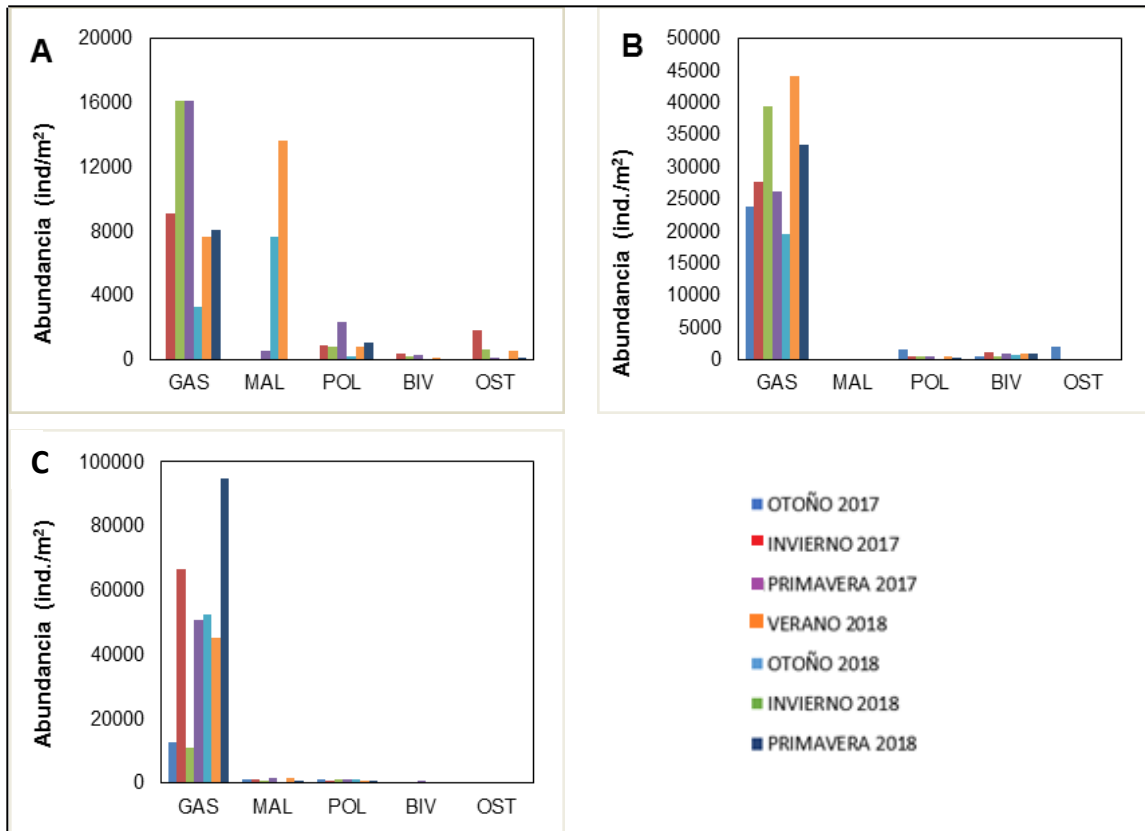 A
Abundancia (ind/m²)
20000
16000
12000
8000
4000
0
GAS MAL POL BIV OST
B
Abundancia (ind./m²)
50000
45000
40000
35000
30000
25000
20000
15000
10000
5000
0
GAS MAL POL BIV OST
C
Abundancia (ind./m²)
100000
80000
60000
40000
20000
0
GAS MAL POL BIV OST
OTOÑO 2017
INVIERNO 2017
PRIMAVERA 2017
VERANO 2018
OTOÑO 2018
INVIERNO 2018
PRIMAVERA 2018